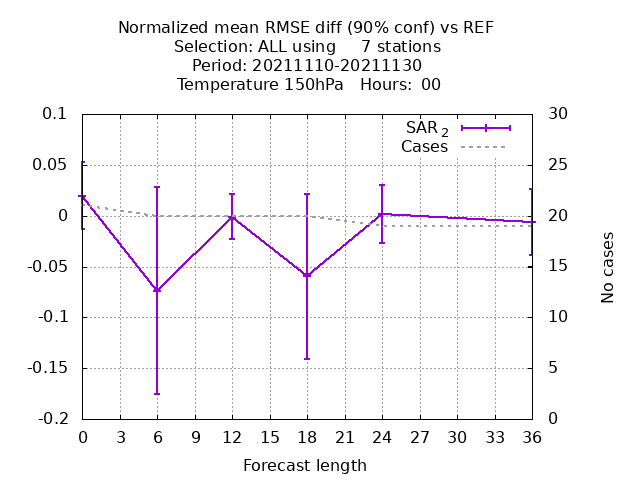 Normalized mean RMSE diff (90% conf) vs REF
Selection: ALL using     7 stations
Period: 20211110-20211130
Temperature 150hPa   Hours: 00
0.1
0.05
0
-0.05
-0.1
-0.15
-0.2
SAR 2
Cases
30
25
20
15
10
5
0
No cases
0 3 6 9 12 15 18 21 24 27 30 33 36
Forecast length